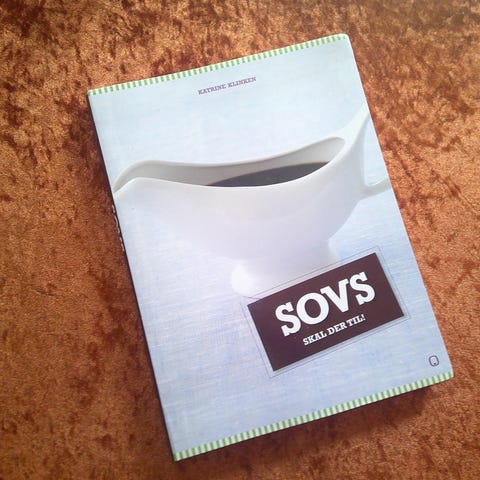 KATRINE KLINKEN
SOVS
SKAL DER TIL!